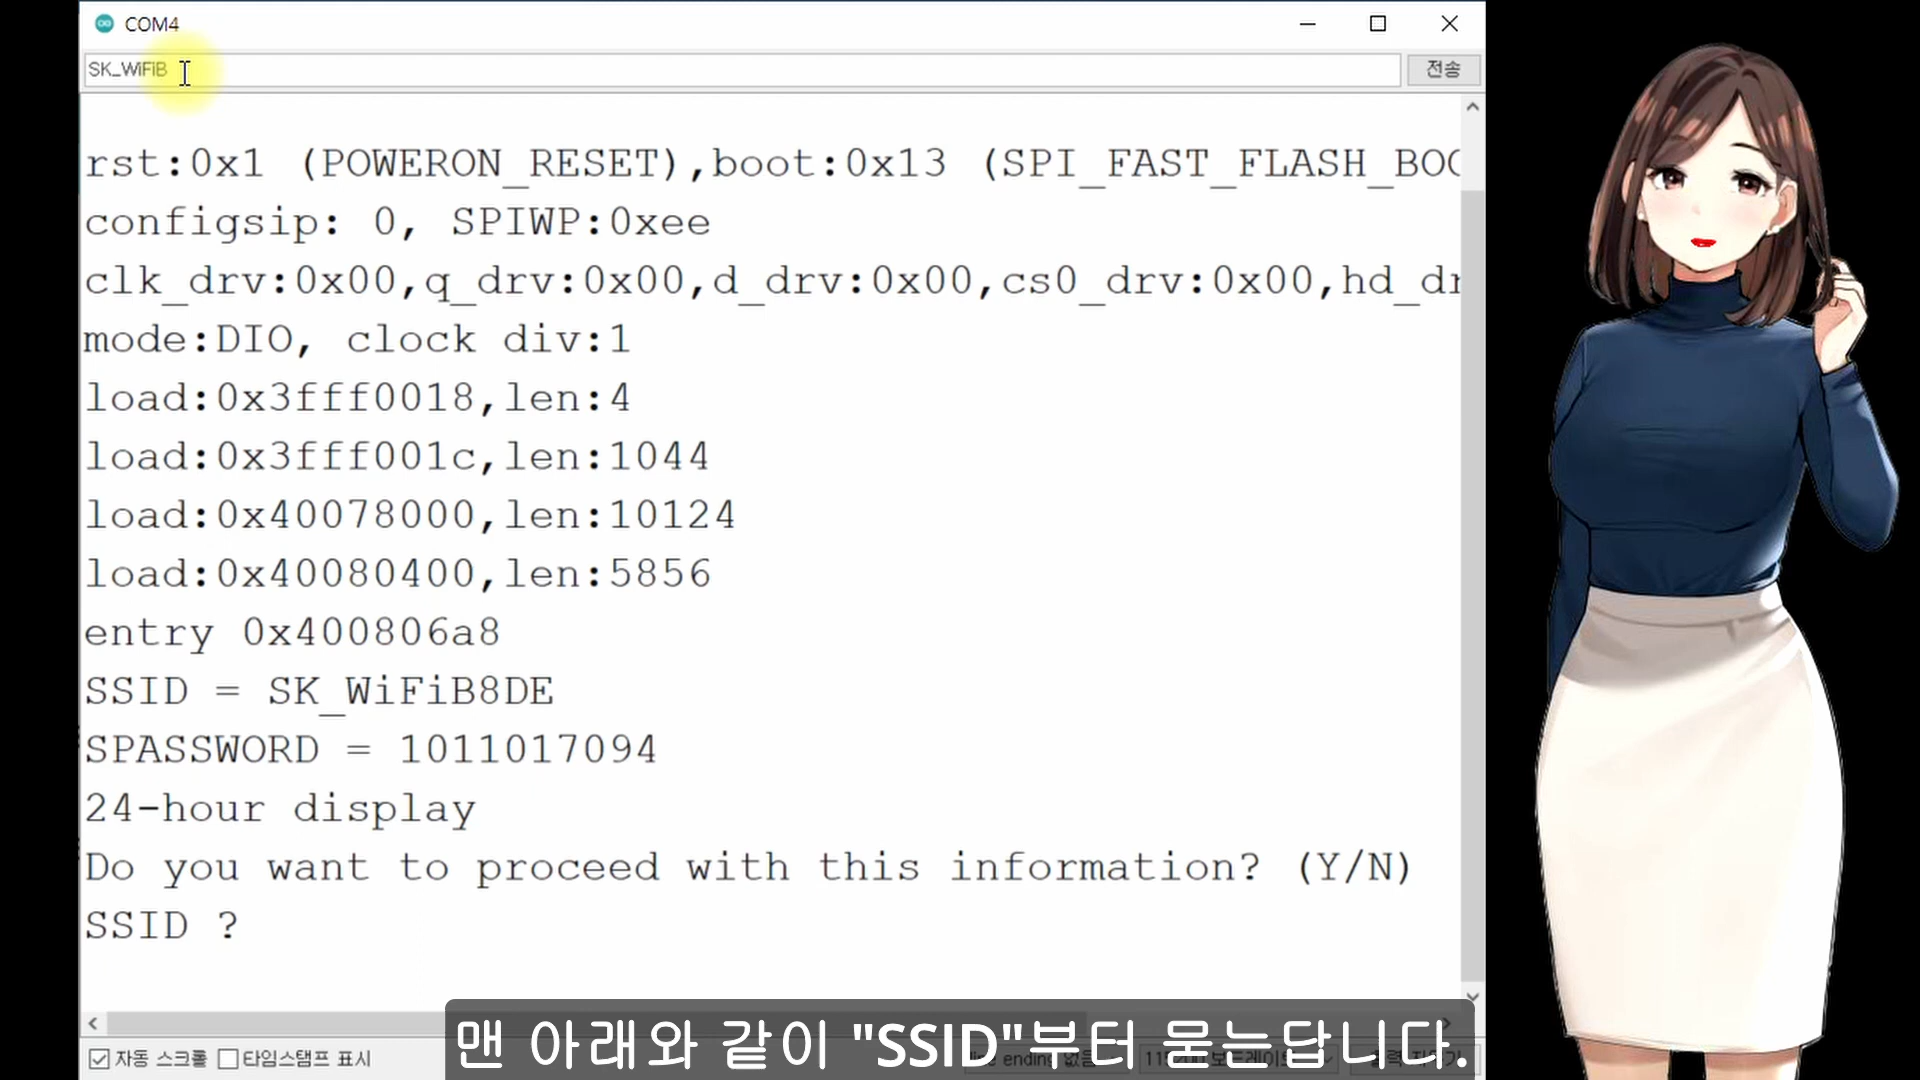 COM4
SK_WiFiB
전송
rst:0x1 (POWERON_RESET),boot:0x13 (SPI_FAST_FLASH_BOO
configsip: 0, SPIWP:0xee
clk_drv:0x00,q_drv:0x00,d_drv:0x00,cs0_drv:0x00,hd_dr
mode:DIO, clock div:1
load:0x3fff0018,len:4
load:0x3fff001c,len:1044
load:0x40078000,len:10124
load:0x40080400,len:5856
entry 0x400806a8
SSID = SK_WiFiB8DE
SPASSWORD = 1011017094
24-hour display
Do you want to proceed with this information? (Y/N)
SSID ?
맨 아래와 같이 "SSID"부터 묻는답니다.
자동 스크롤 타임스탬프 표시